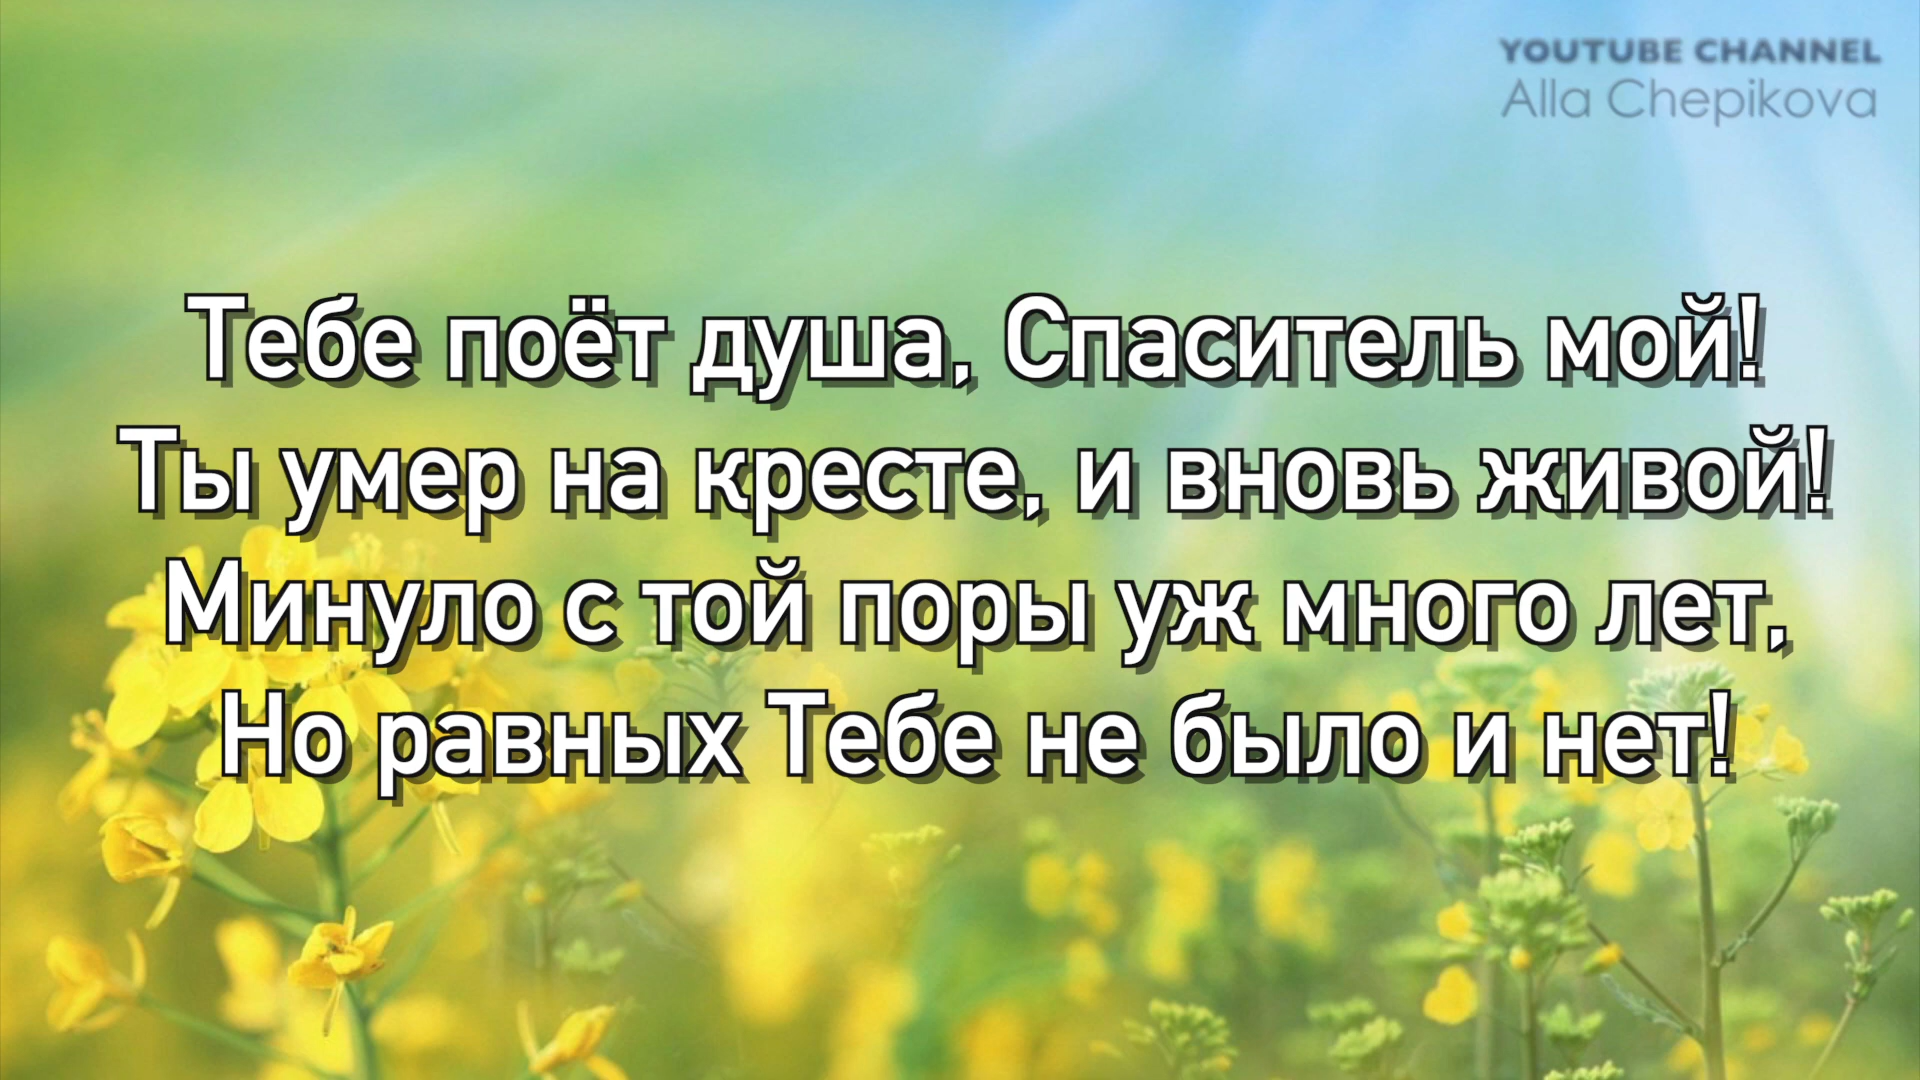 YOUTUBE CHANNEL
Alla Chepikova
Тебе поёт душа, Спаситель мой!
Ты умер на кресте, и вновь живой!
Минуло с той поры уж много лет,
Но равных Тебе не было и нет!